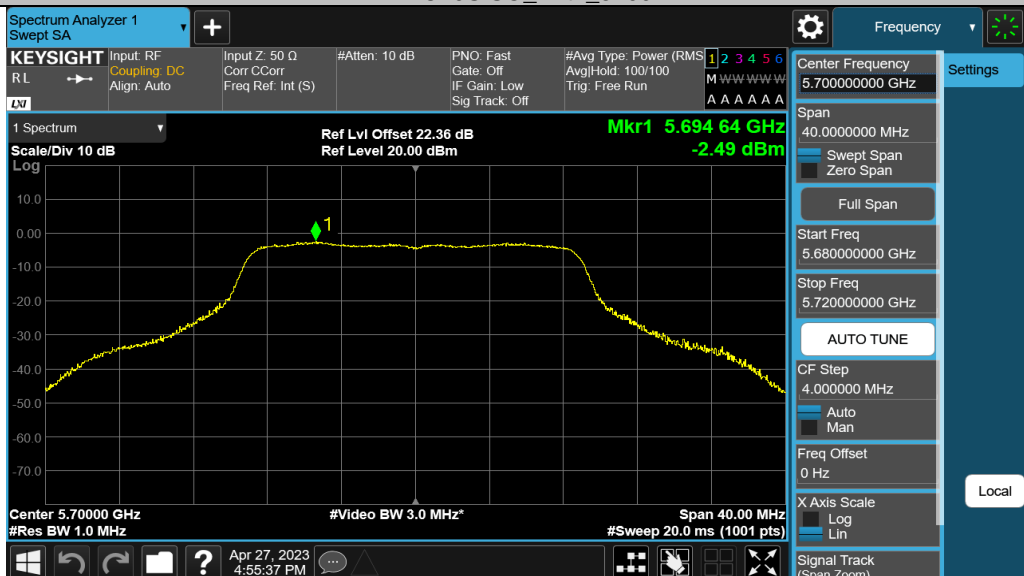 Spectrum Analyzer 1
Swept SA
+
Frequency
KEYSIGHT
RL
LXI
Input: RF
Coupling: DC
Align: Auto
Input Z: 50 Ω
Corr CCorr
Freq Ref: Int (S)
#Atten: 10 dB
PNO: Fast
Gate: Off
IF Gain: Low
Sig Track: Off
#Avg Type: Power (RMS
Avg|Hold: 100/100
Trig: Free Run
1 2 3 4 5 6
M W W W W W
A A A A A A
Center Frequency
5.700000000 GHz
Settings
Span
40.0000000 MHz
Swept Span
Zero Span
Full Span
Start Freq
5.680000000 GHz
Stop Freq
5.720000000 GHz
AUTO TUNE
CF Step
4.000000 MHz
Auto
Man
Freq Offset
0 Hz
X Axis Scale
Log
Lin
Signal Track
(Span Zoom)
Local
1 Spectrum
Scale/Div 10 dB
Ref Lvl Offset 22.36 dB
Ref Level 20.00 dBm
Mkr1 5.694 64 GHz
-2.49 dBm
Log
1
10.0
0.00
-10.0
-20.0
-30.0
-40.0
-50.0
-60.0
-70.0
Center 5.70000 GHz
#Video BW 3.0 MHz*
Span 40.00 MHz
#Res BW 1.0 MHz
#Sweep 20.0 ms (1001 pts)
?
Apr 27, 2023
4:55:37 PM